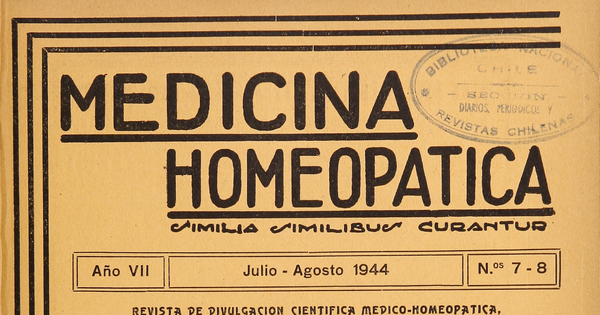 MEDICINA
HOMEOPATICA
SIMILIA SIMILIBUS CURANTUR
BIBLIOTECA NACIONAL
CHILE
SECCION
DIARIOS, PERIODICOS Y
REVISTAS CHILENAS
Año VII
Julio - Agosto 1944
N.os 7 - 8
REVISTA DE DIVULGACION CIENTIFICA MEDICO-HOMEOPATICA,